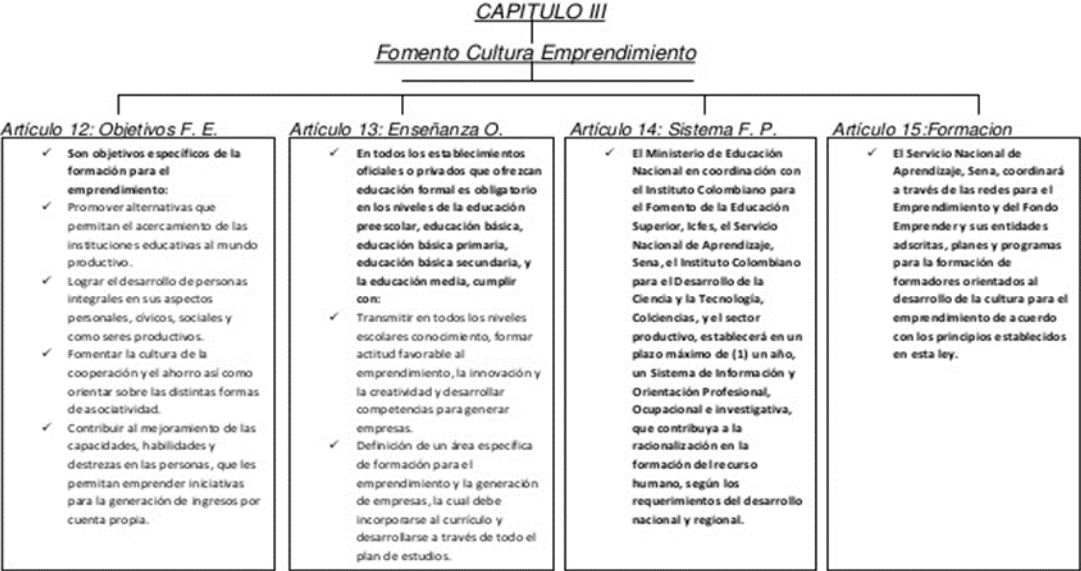 CAPITULO III
Fomento Cultura Emprendimiento
Artículo 12: Objetivos F. E.
✓ Son objetivos específicos de la
formación para el
emprendimiento:
✓ Promover alternativas que
permitan el acercamiento de las
instituciones educativas al mundo
productivo.
✓ Lograr el desarrollo de personas
integrales en sus aspectos
personales, cívicos, sociales y
como seres productivos.
✓ Fomentar la cultura de la
cooperación y el ahorro así como
orientar sobre las distintas formas
de asociatividad.
✓ Contribuir al mejoramiento de las
capacidades, habilidades y
destrezas en las personas, que les
permitan emprender iniciativas
para la generación de ingresos por
cuenta propia.
Artículo 13: Enseñanza O.
✓ En todos los establecimientos
oficiales o privados que ofrezcan
educación formal es obligatorio
en los niveles de la educación
preescolar, educación básica,
educación básica primaria,
educación básica secundaria, y
la educación media, cumplir
con:
✓ Transmitir en todos los niveles
escolares conocimiento, formar
actitud favorable al
emprendimiento, la innovación y
la creatividad y desarrollar
competencias para generar
empresas.
✓ Definición de un área específica
de formación para el
emprendimiento y la generación
de empresas, la cual debe
incorporarse al currículo y
desarrollarse a través de todo el
plan de estudios.
Artículo 14: Sistema F. P.
✓ El Ministerio de Educación
Nacional en coordinación con
el Instituto Colombiano para
el Fomento de la Educación
Superior, Icfes, el Servicio
Nacional de Aprendizaje,
Sena, el Instituto Colombiano
para el Desarrollo de la
Ciencia y la Tecnología,
Colciencias, y el sector
productivo, establecerá en un
plazo máximo de (1) un año,
un Sistema de Información y
Orientación Profesional,
Ocupacional e investigativa,
que contribuya a la
racionalización en la
formación del recurso
humano, según los
requerimientos del desarrollo
nacional y regional.
Artículo 15:Formacion
✓ El Servicio Nacional de
Aprendizaje, Sena, coordinará
a través de las redes para el
Emprendimiento y del Fondo
Emprender y sus entidades
adscritas, planes y programas
para la formación de
formadores orientados al
desarrollo de la cultura para el
emprendimiento de acuerdo
con los principios establecidos
en esta ley.